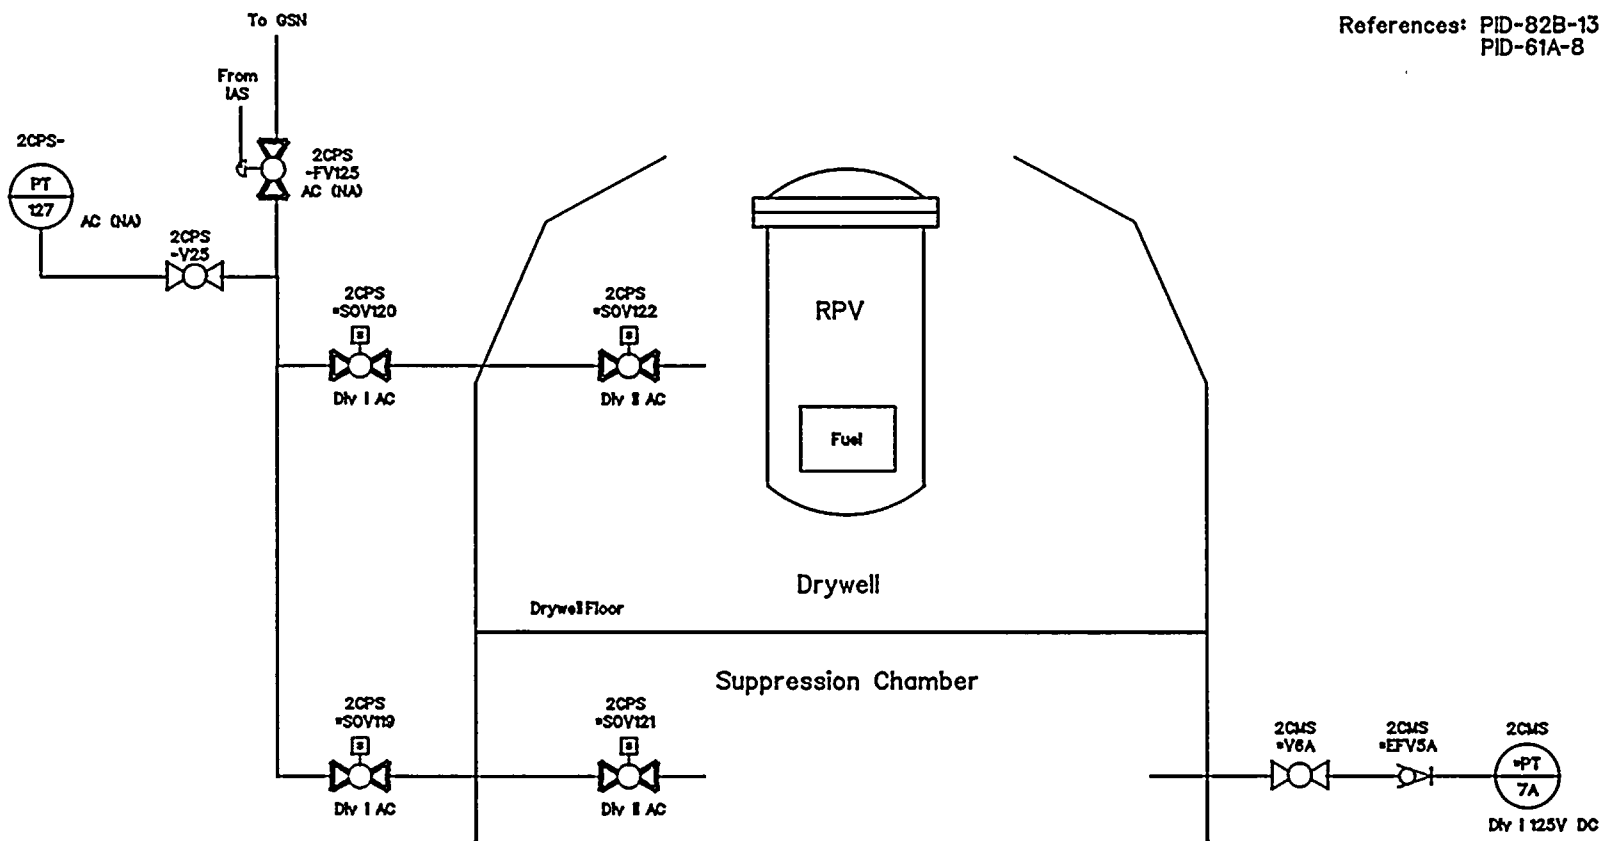 To GSN
References: PID-82B-13
PID-61A-8
From
IAS
2CPS-
PT
127
AC (NA)
2CPS
-FV125
AC (NA)
2CPS
-V25
2CPS
*SOV120
Div I AC
2CPS
*SOV122
Div II AC
RPV
Fuel
Drywell
Drywell Floor
Suppression Chamber
2CPS
*SOV119
Div I AC
2CPS
*SOV121
Div II AC
2CMS
*V6A
2CMS
*EFV5A
2CMS
*PT
7A
Div I 125V DC